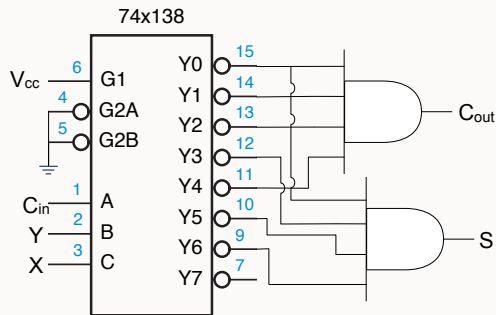 74x138
Vcc 6 G1 Y0 15
4 G2A Y1 14
Cout
5 G2B Y2 13
Y3 12
Y4 11
Cin 1 A
Y 2 B Y5 10
S
X 3 C Y6 9
Y7 7